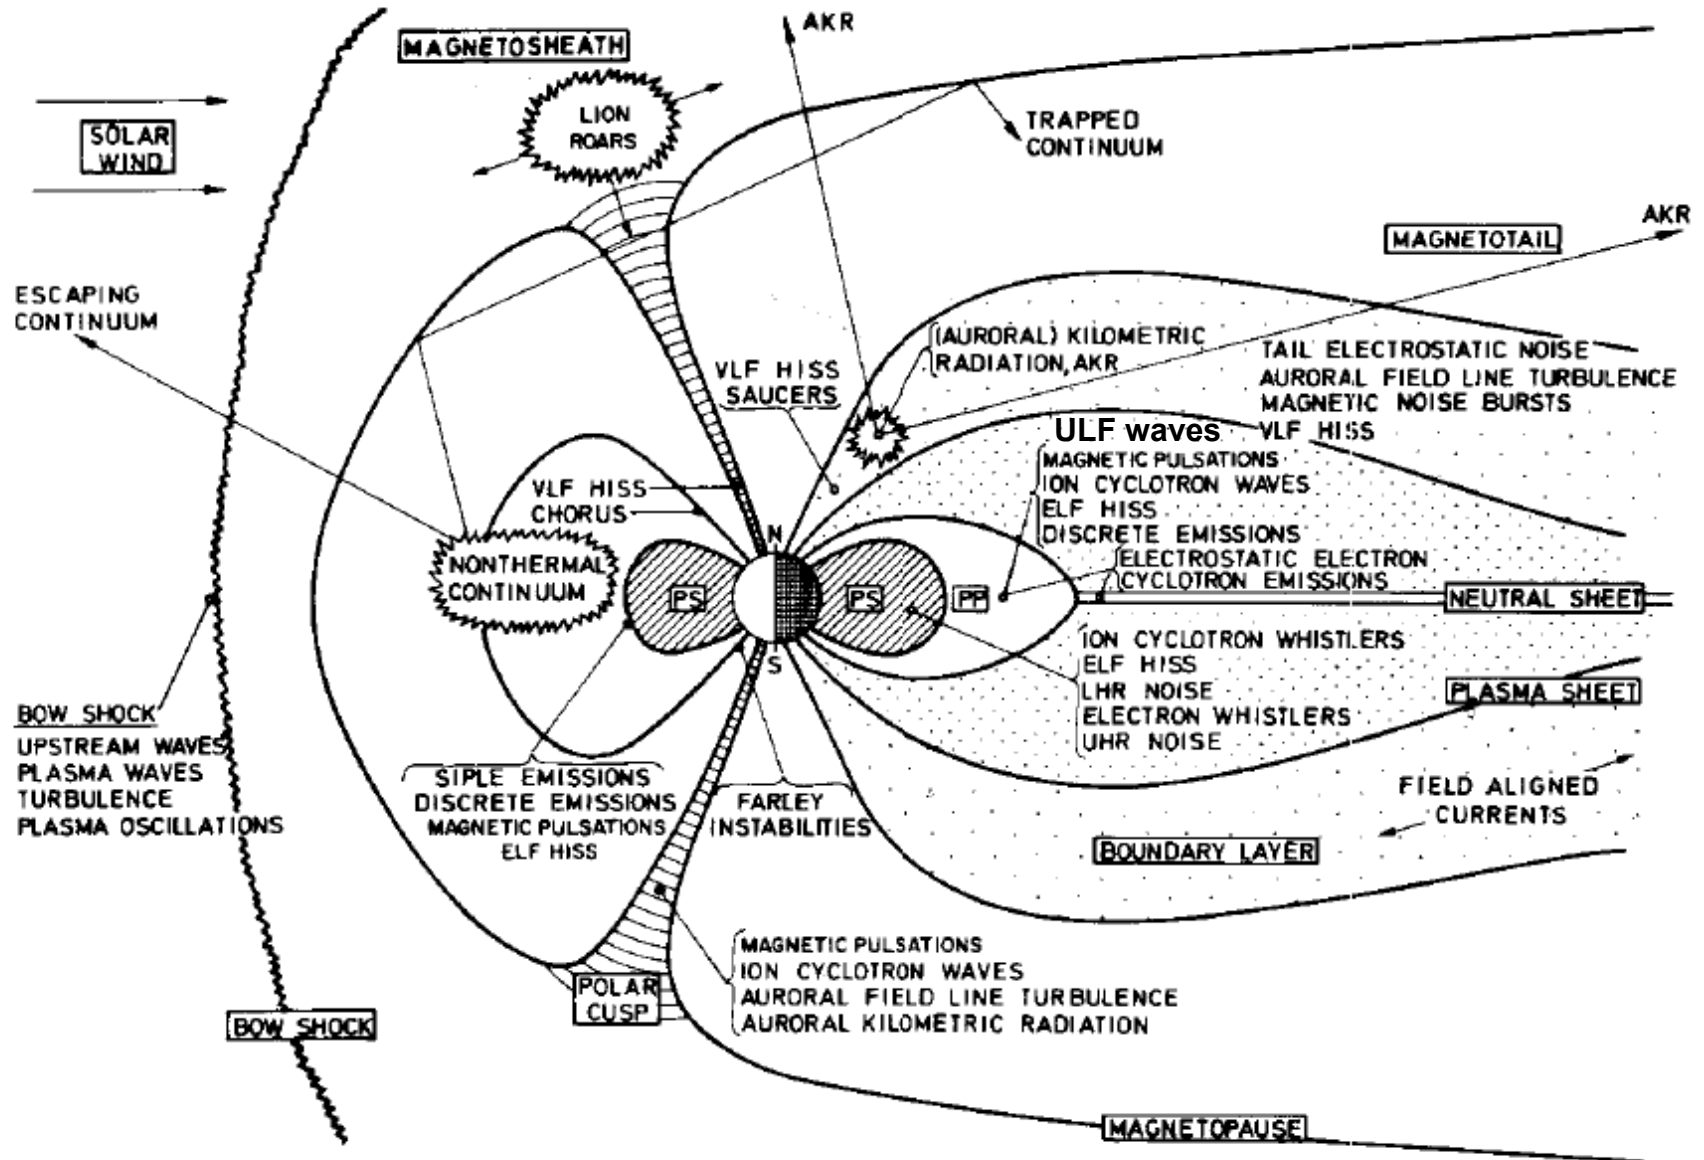 AKR
MAGNETOSHEATH
LION
ROARS
SOLAR
WIND
TRAPPED
CONTINUUM
AKR
MAGNETOTAIL
ESCAPING
CONTINUUM
(AURORAL) KILOMETRIC
RADIATION, AKR
VLF HISS
SAUCERS
TAIL ELECTROSTATIC NOISE
AURORAL FIELD LINE TURBULENCE
MAGNETIC NOISE BURSTS
VLF HISS
ULF waves
MAGNETIC PULSATIONS
ION CYCLOTRON WAVES
ELF HISS
DISCRETE EMISSIONS
VLF HISS
CHORUS
N
NONTHERMAL
CONTINUUM
PS
PS
PP
ELECTROSTATIC ELECTRON
CYCLOTRON EMISSIONS
NEUTRAL SHEET
S
ION CYCLOTRON WHISTLERS
ELF HISS
LHR NOISE
ELECTRON WHISTLERS
UHR NOISE
PLASMA SHEET
BOW SHOCK
UPSTREAM WAVES
PLASMA WAVES
TURBULENCE
PLASMA OSCILLATIONS
SIPLE EMISSIONS
DISCRETE EMISSIONS
MAGNETIC PULSATIONS
ELF HISS
FARLEY
INSTABILITIES
FIELD ALIGNED
CURRENTS
BOUNDARY LAYER
MAGNETIC PULSATIONS
ION CYCLOTRON WAVES
AURORAL FIELD LINE TURBULENCE
AURORAL KILOMETRIC RADIATION
POLAR
CUSP
BOW SHOCK
MAGNETOPAUSE